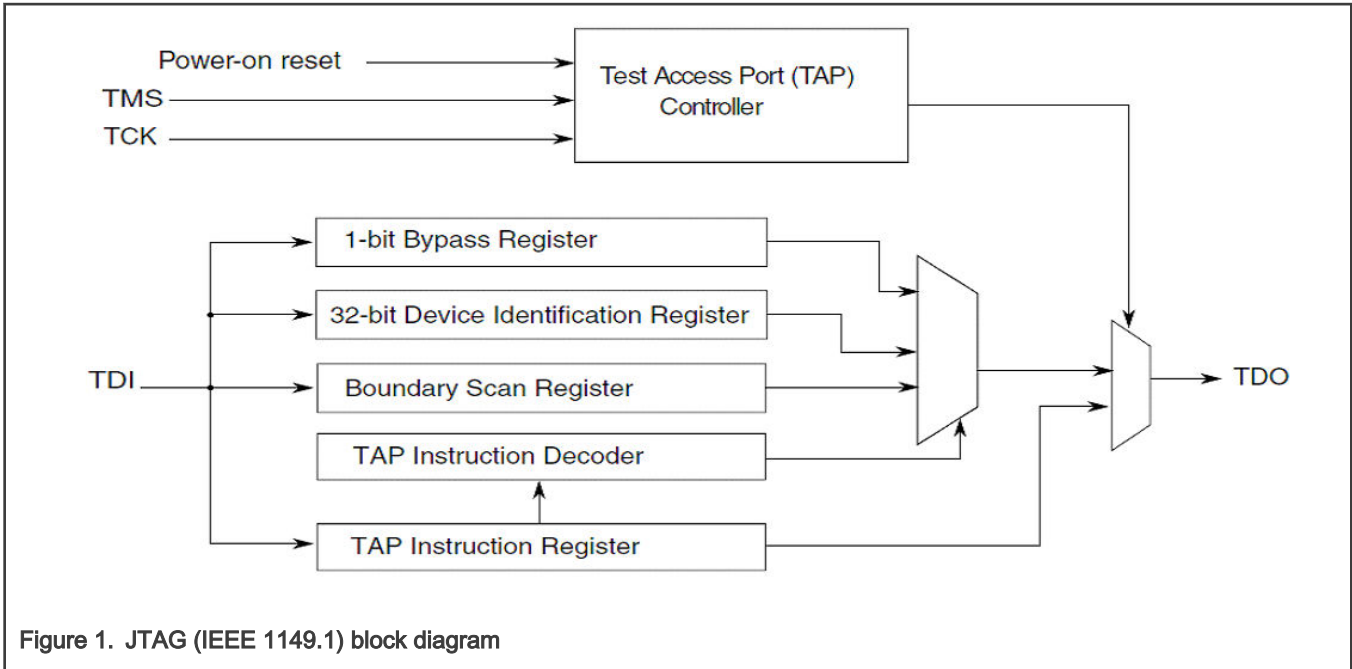 Power-on reset
TMS
TCK
Test Access Port (TAP)
Controller
1-bit Bypass Register
32-bit Device Identification Register
TDI
Boundary Scan Register
TDO
TAP Instruction Decoder
TAP Instruction Register
Figure 1. JTAG (IEEE 1149.1) block diagram